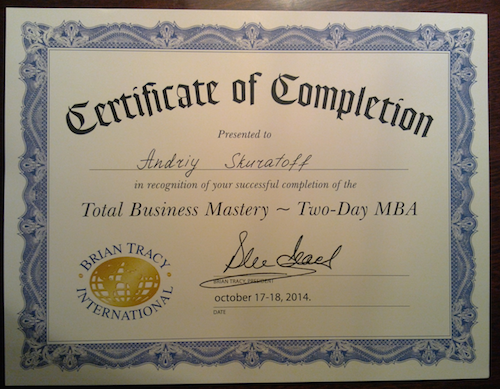 Certificate of Completion
Presented to
Andriy Skuratoff
in recognition of your successful completion of the
Total Business Mastery ~ Two-Day MBA
BRIAN TRACY
INTERNATIONAL
BRIAN TRACY, PRESIDENT
october 17-18, 2014.
DATE